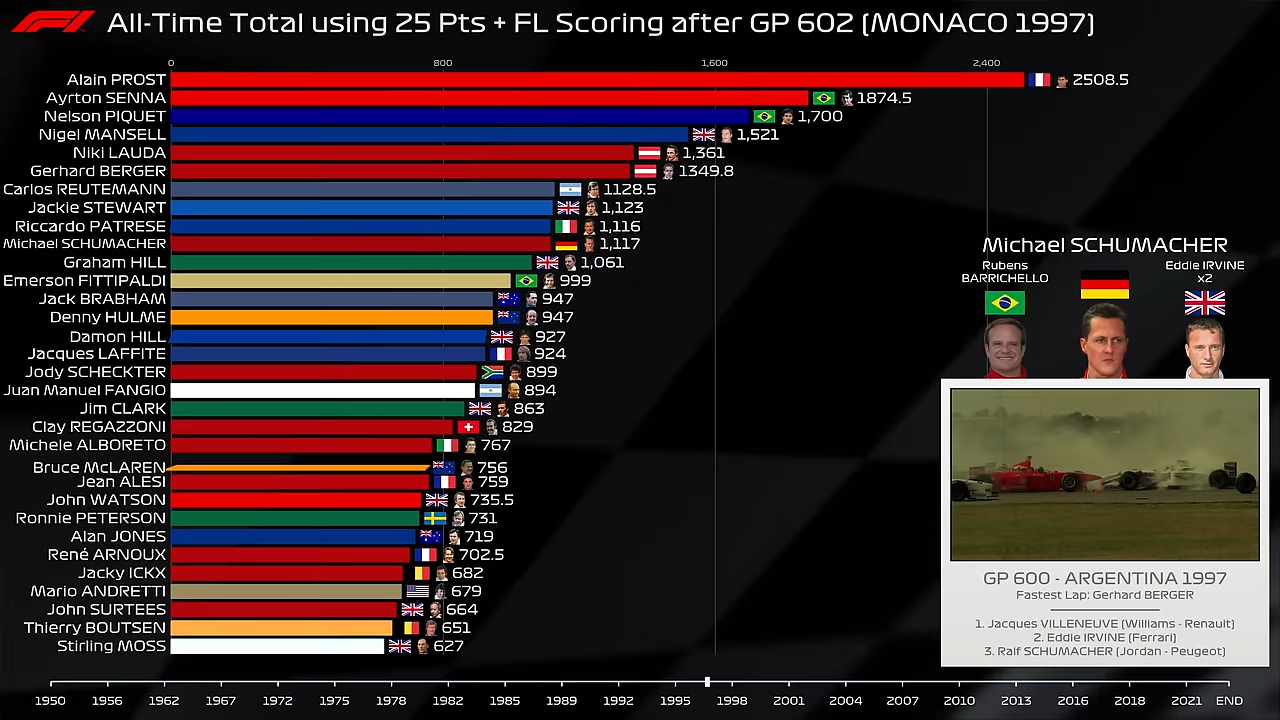 F1 All-Time Total using 25 Pts + FL Scoring after GP 602 (MONACO 1997)
0 800 1,600 2,400
Alain PROST 2508.5
Ayrton SENNA 1874.5
Nelson PIQUET 1,700
Nigel MANSELL 1,521
Niki LAUDA 1,361
Gerhard BERGER 1349.8
Carlos REUTEMANN 1128.5
Jackie STEWART 1,123
Riccardo PATRESE 1,116
Michael SCHUMACHER 1,117
Graham HILL 1,061
Emerson FITTIPALDI 999
Jack BRABHAM 947
Denny HULME 947
Damon HILL 927
Jacques LAFFITE 924
Jody SCHECKTER 899
Juan Manuel FANGIO 894
Jim CLARK 863
Clay REGAZZONI 829
Michele ALBORETO 767
Bruce McLAREN 756
Jean ALESI 759
John WATSON 735.5
Ronnie PETERSON 731
Alan JONES 719
René ARNOUX 702.5
Jacky ICKX 682
Mario ANDRETTI 679
John SURTEES 664
Thierry BOUTSEN 651
Stirling MOSS 627
Michael SCHUMACHER
Rubens
BARRICHELLO
Eddie IRVINE
x2
GP 600 - ARGENTINA 1997
Fastest Lap: Gerhard BERGER
1. Jacques VILLENEUVE (Williams - Renault)
2. Eddie IRVINE (Ferrari)
3. Ralf SCHUMACHER (Jordan - Peugeot)
1950 1956 1962 1967 1972 1975 1978 1982 1985 1989 1992 1995 1998 2001 2004 2007 2010 2013 2016 2018 2021 END